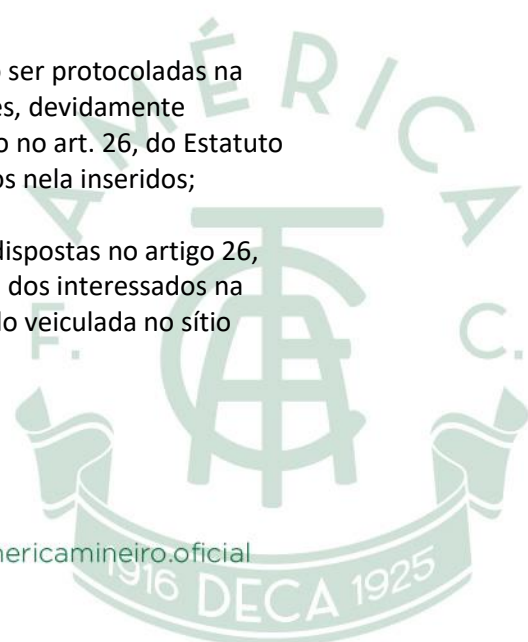 ser protocoladas na
es, devidamente
o no art. 26, do Estatuto
os nela inseridos;
dispostas no artigo 26,
dos interessados na
do veiculada no sítio
AMÉRICA
F. C.
ericamineiro.oficial
1916 DECA 1925